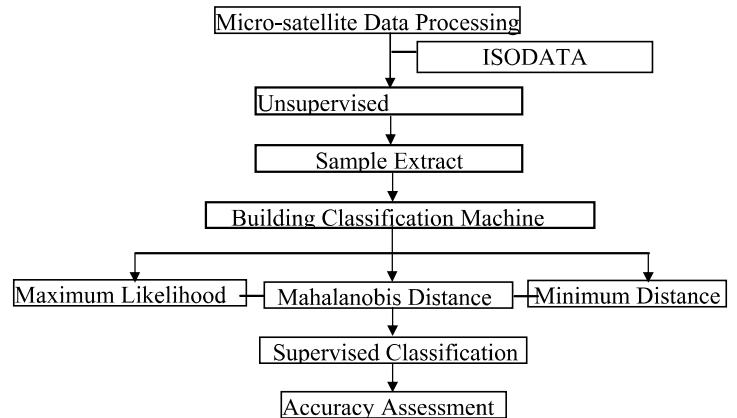 Micro-satellite Data Processing
ISODATA
Unsupervised
Sample Extract
Building Classification Machine
Maximum Likelihood
Mahalanobis Distance
Minimum Distance
Supervised Classification
Accuracy Assessment